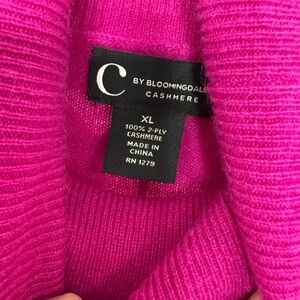 C
BY BLOOMINGDALE
CASHMERE
XL
100% 2-PLY
CASHMERE
MADE IN
CHINA
RN 1279